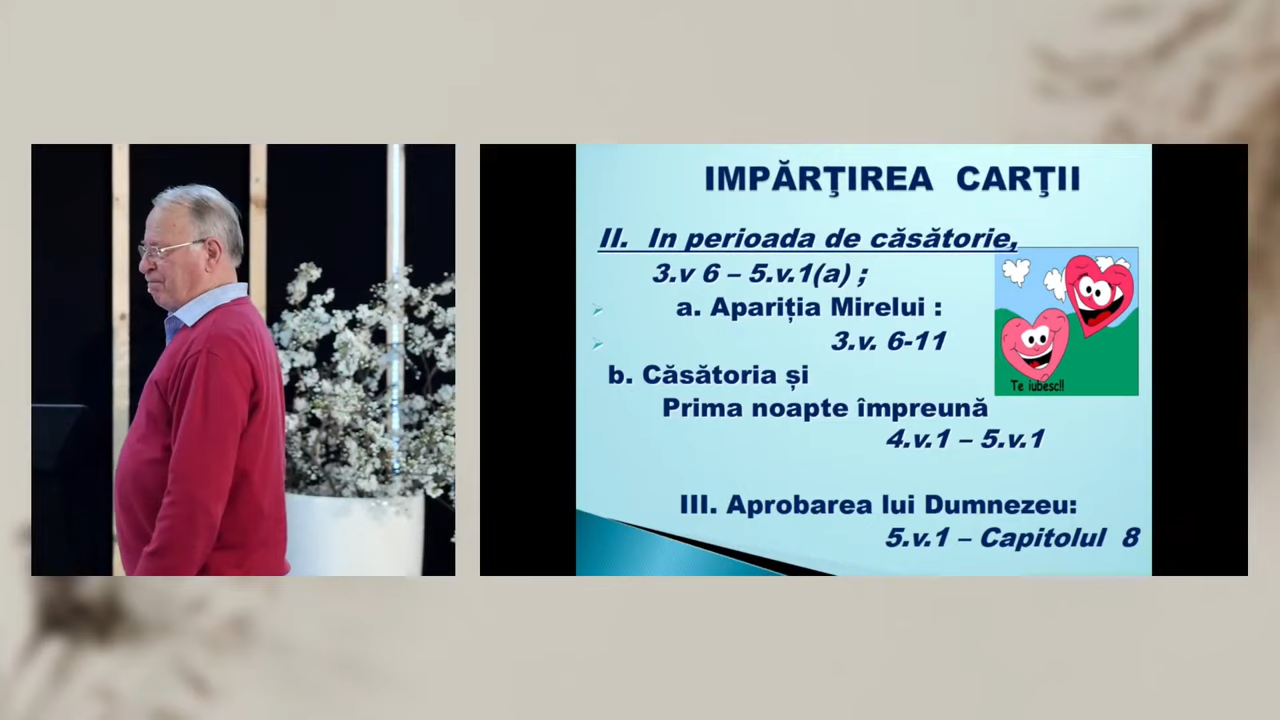 IMPĂRŢIREA CARŢII
II. In perioada de căsătorie,
3.v 6 – 5.v.1(a) ;
a. Apariția Mirelui :
3.v. 6-11
b. Căsătoria și
Prima noapte împreună
4.v.1 – 5.v.1
Te iubesc!!
III. Aprobarea lui Dumnezeu:
5.v.1 – Capitolul 8